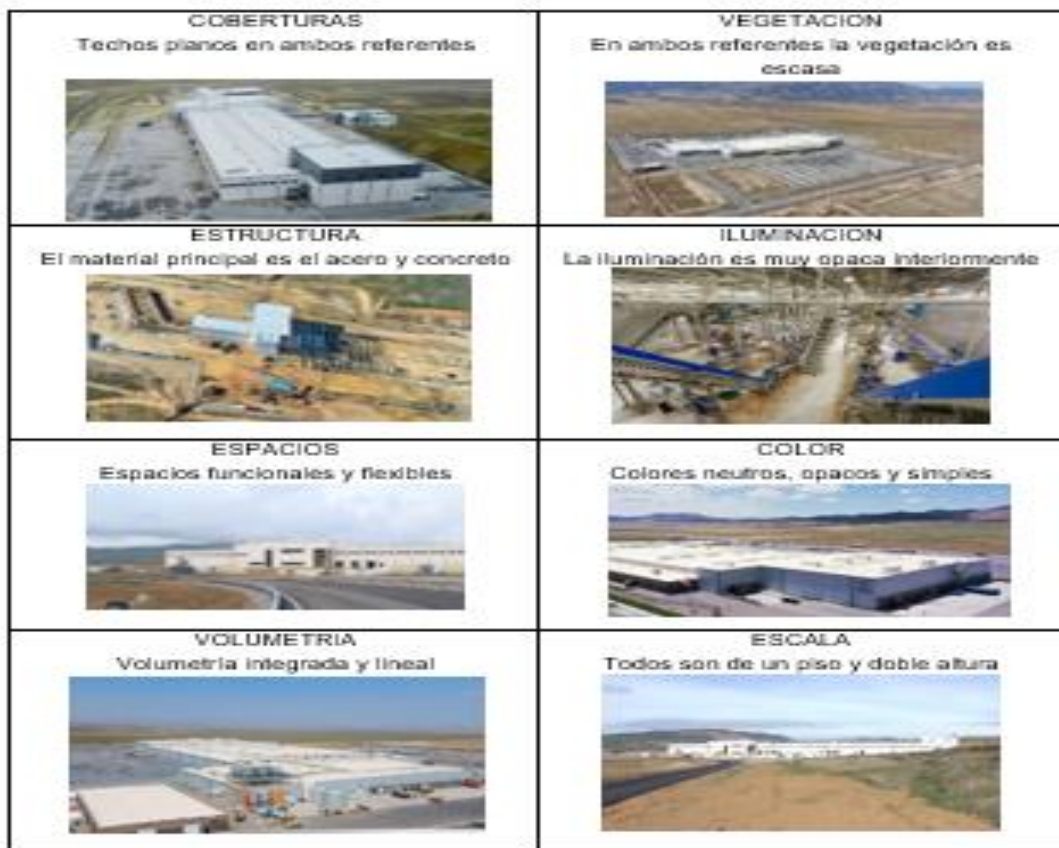 COBERTURAS
Techos planos en ambos referentes
VEGETACION
En ambos referentes la vegetación es
escasa
ESTRUCTURA
El material principal es el acero y concreto
ILUMINACION
La iluminación es muy opaca interiormente
ESPACIOS
Espacios funcionales y flexibles
COLOR
Colores neutros, opacos y simples
VOLUMETRIA
Volumetría integrada y lineal
ESCALA
Todos son de un piso y doble altura